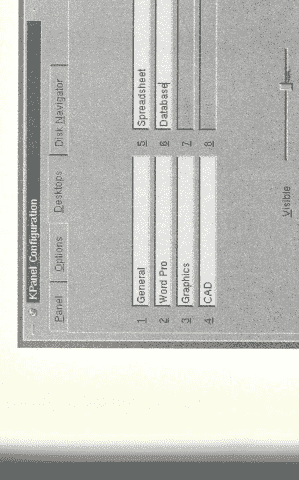 KPanel Configuration
Panel Options Desktops Disk Navigator
1 General 5 Spreadsheet
2 Word Pro 6 Database
3 Graphics 7
4 CAD 8
Visible